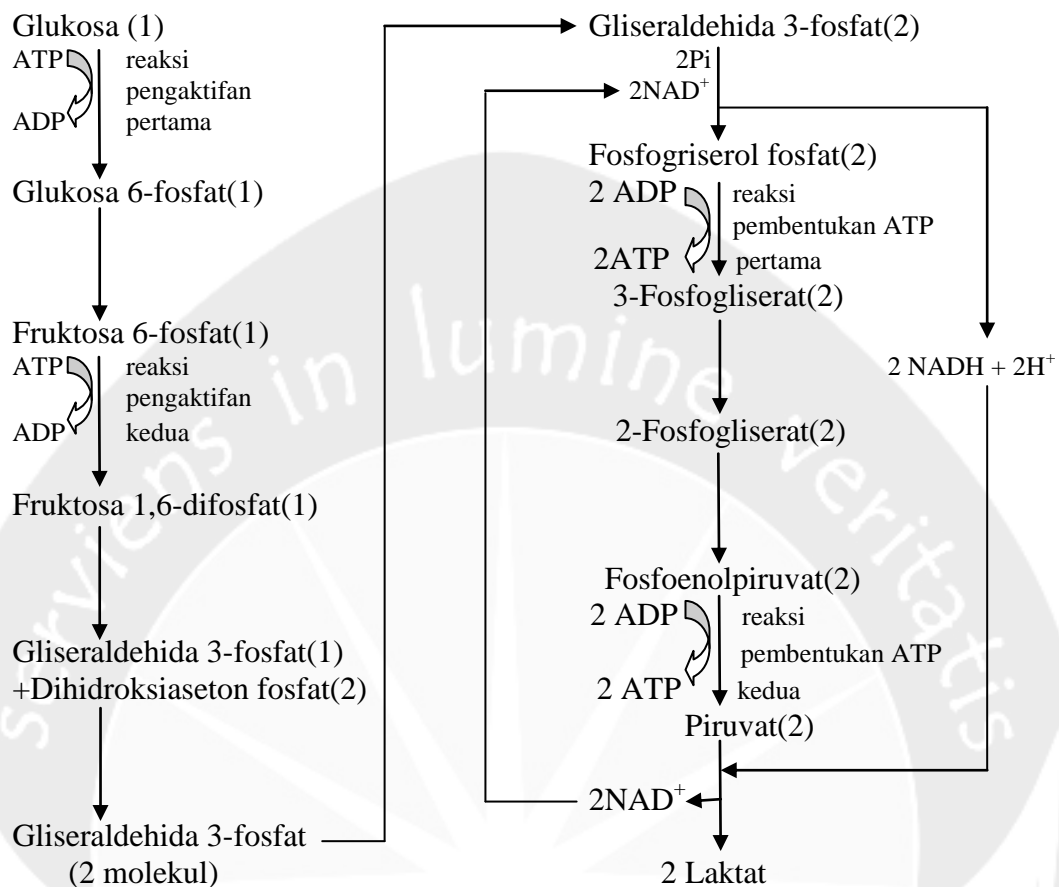 Glukosa (1)
ATP reaksi
pengaktifan
ADP pertama
Glukosa 6-fosfat(1)
Fruktosa 6-fosfat(1)
ATP reaksi
pengaktifan
ADP kedua
Fruktosa 1,6-difosfat(1)
Gliseraldehida 3-fosfat(1)
+Dihidroksiaseton fosfat(2)
Gliseraldehida 3-fosfat
(2 molekul)
Gliseraldehida 3-fosfat(2)
2Pi
2NAD⁺
Fosfogriserol fosfat(2)
2 ADP reaksi
pembentukan ATP
2ATP pertama
3-Fosfogliserat(2)
2 NADH + 2H⁺
2-Fosfogliserat(2)
Fosfoenolpiruvat(2)
2 ADP reaksi
pembentukan ATP
2 ATP kedua
Piruvat(2)
2NAD⁺
2 Laktat
serviens in lumine veritatis